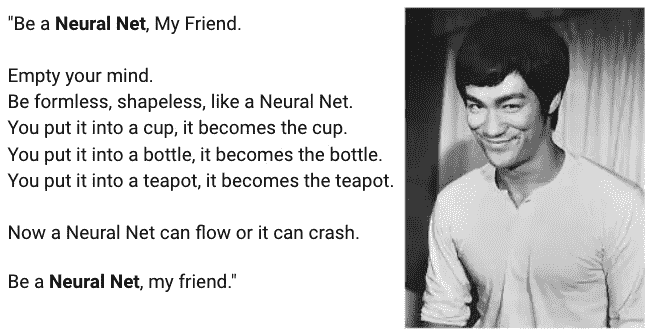 "Be a Neural Net, My Friend.
Empty your mind.
Be formless, shapeless, like a Neural Net.
You put it into a cup, it becomes the cup.
You put it into a bottle, it becomes the bottle.
You put it into a teapot, it becomes the teapot.
Now a Neural Net can flow or it can crash.
Be a Neural Net, my friend."